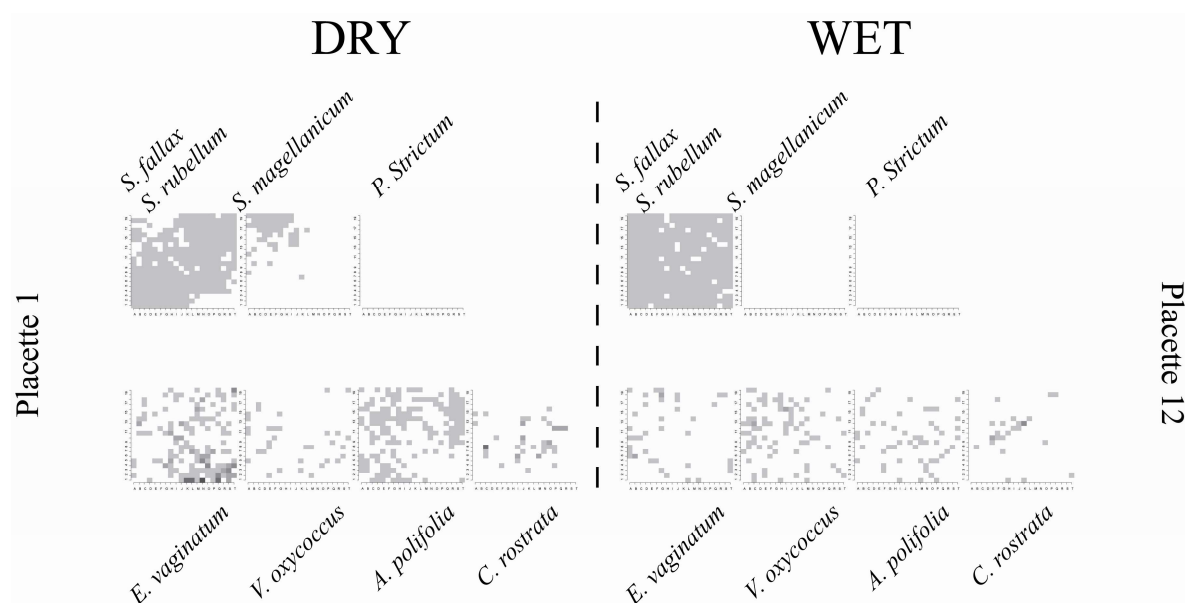 DRY
WET
S. fallax
S. rubellum
S. magellanicum
P. Strictum
S. fallax
S. rubellum
S. magellanicum
P. Strictum
Placette 1
Placette 12
E. vaginatum
V. oxycoccus
A. polifolia
C. rostrata
E. vaginatum
V. oxycoccus
A. polifolia
C. rostrata